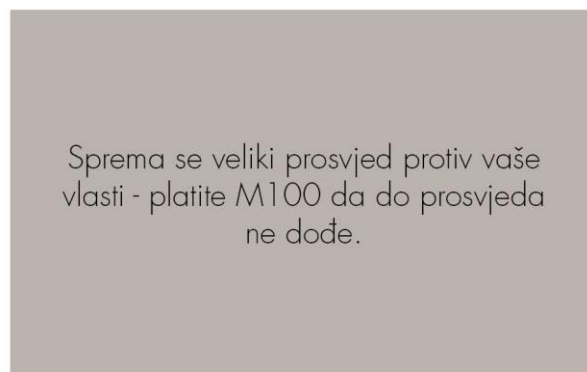 Sprema se veliki prosvjed protiv vaše
vlasti - platite M100 da do prosvjeda
ne dođe.